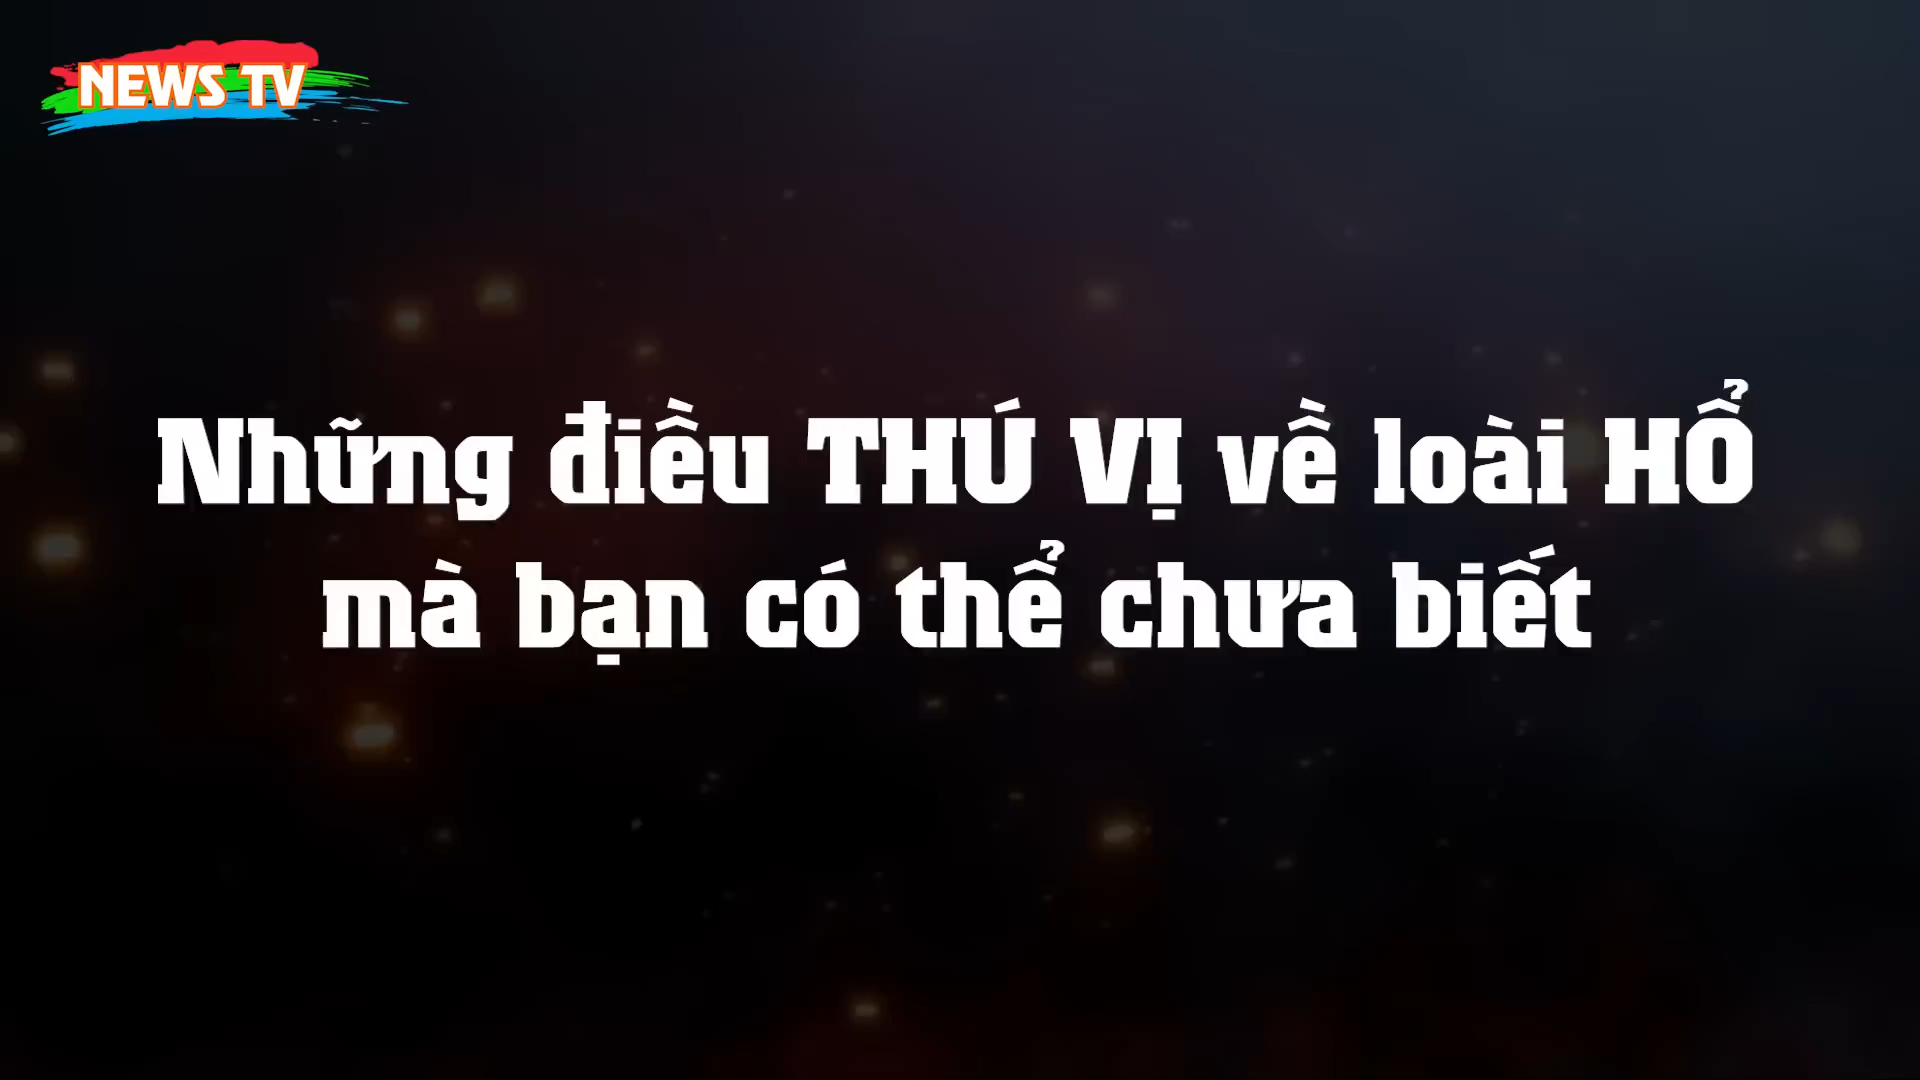 NEWS TV
Những điều THÚ VỊ về loài HỔ
mà bạn có thể chưa biết